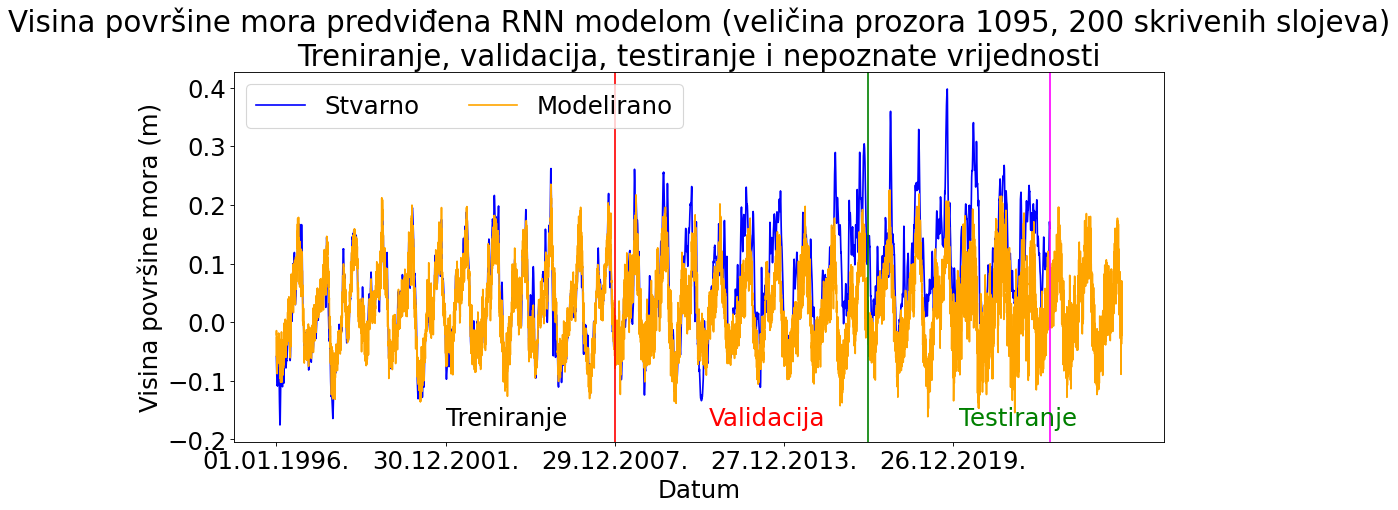 Visina površine mora predviđena RNN modelom (veličina prozora 1095, 200 skrivenih slojeva)
Treniranje, validacija, testiranje i nepoznate vrijednosti
Stvarno
Modelirano
Visina površine mora (m)
0.4
0.3
0.2
0.1
0.0
−0.1
−0.2
Treniranje
Validacija
Testiranje
01.01.1996.
30.12.2001.
29.12.2007.
27.12.2013.
26.12.2019.
Datum